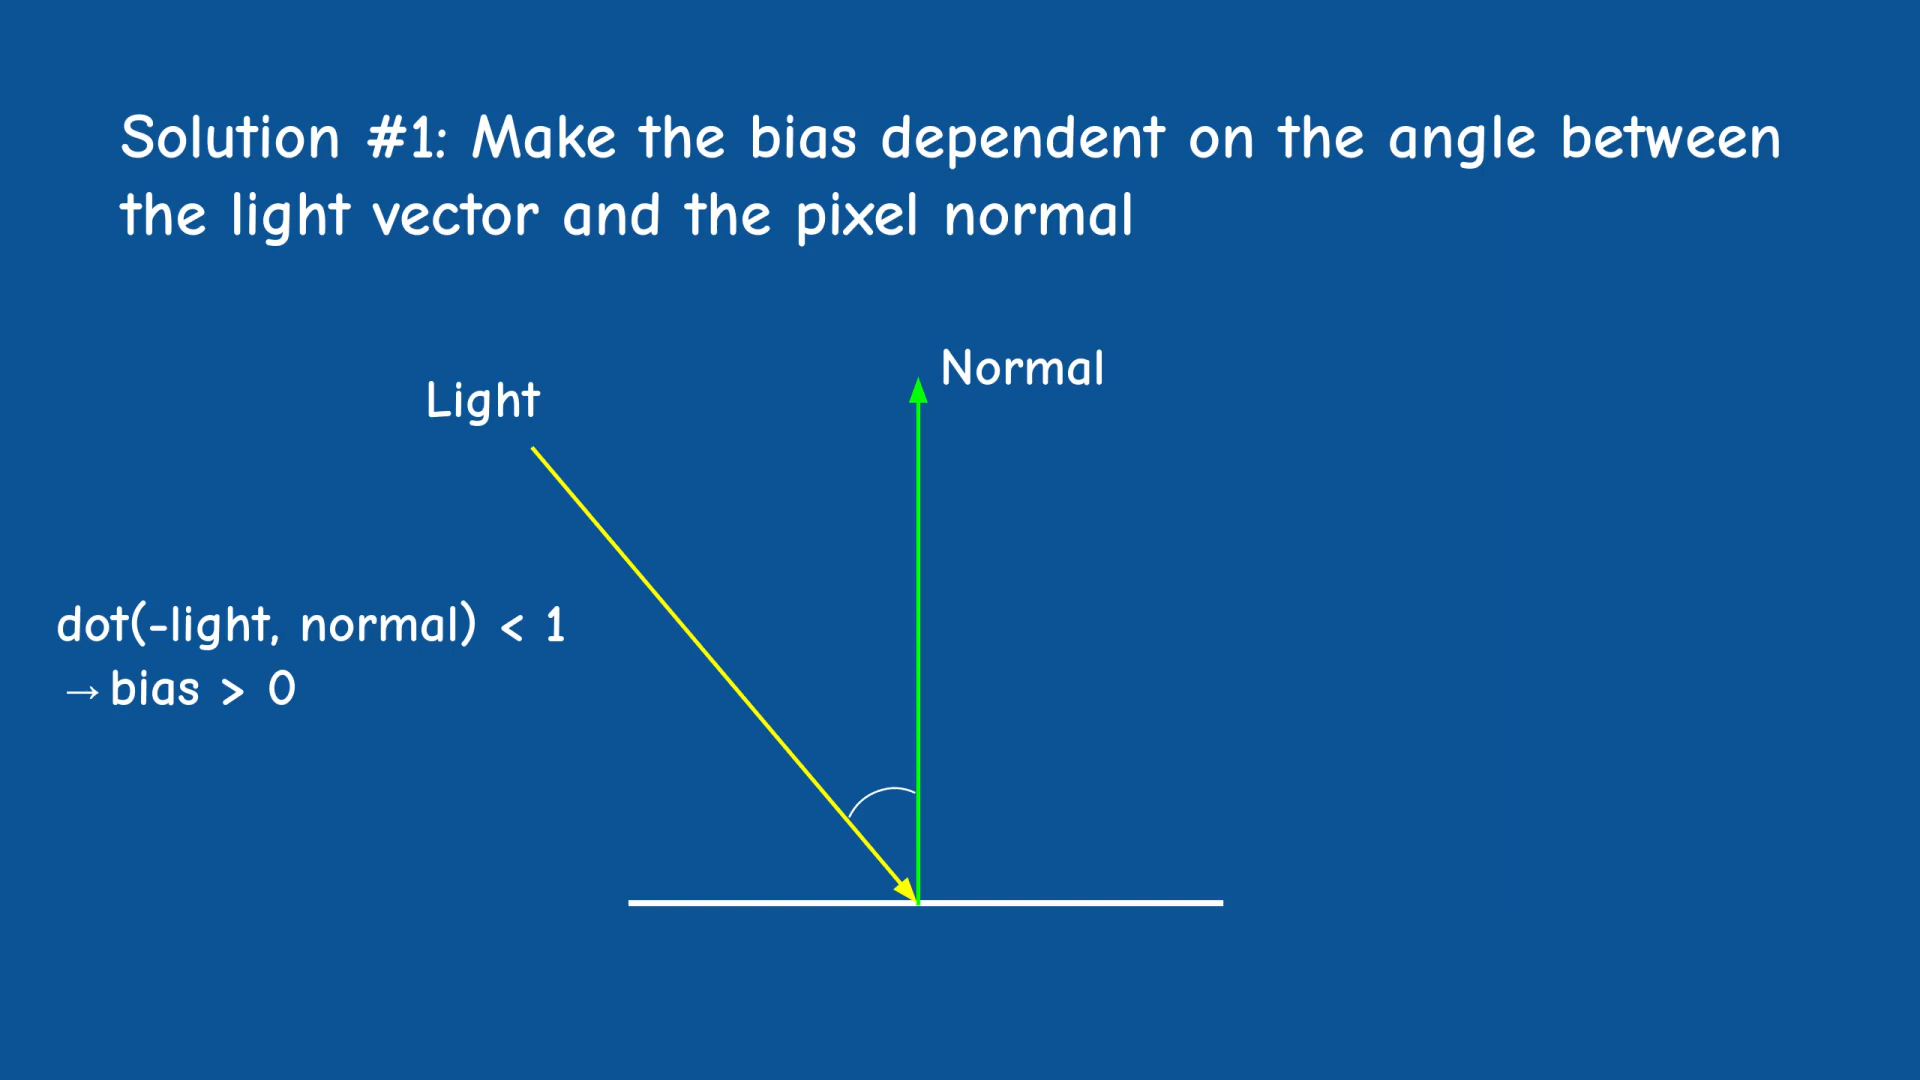 Solution #1: Make the bias dependent on the angle between
the light vector and the pixel normal
Normal
Light
dot(-light, normal) < 1
→bias > 0